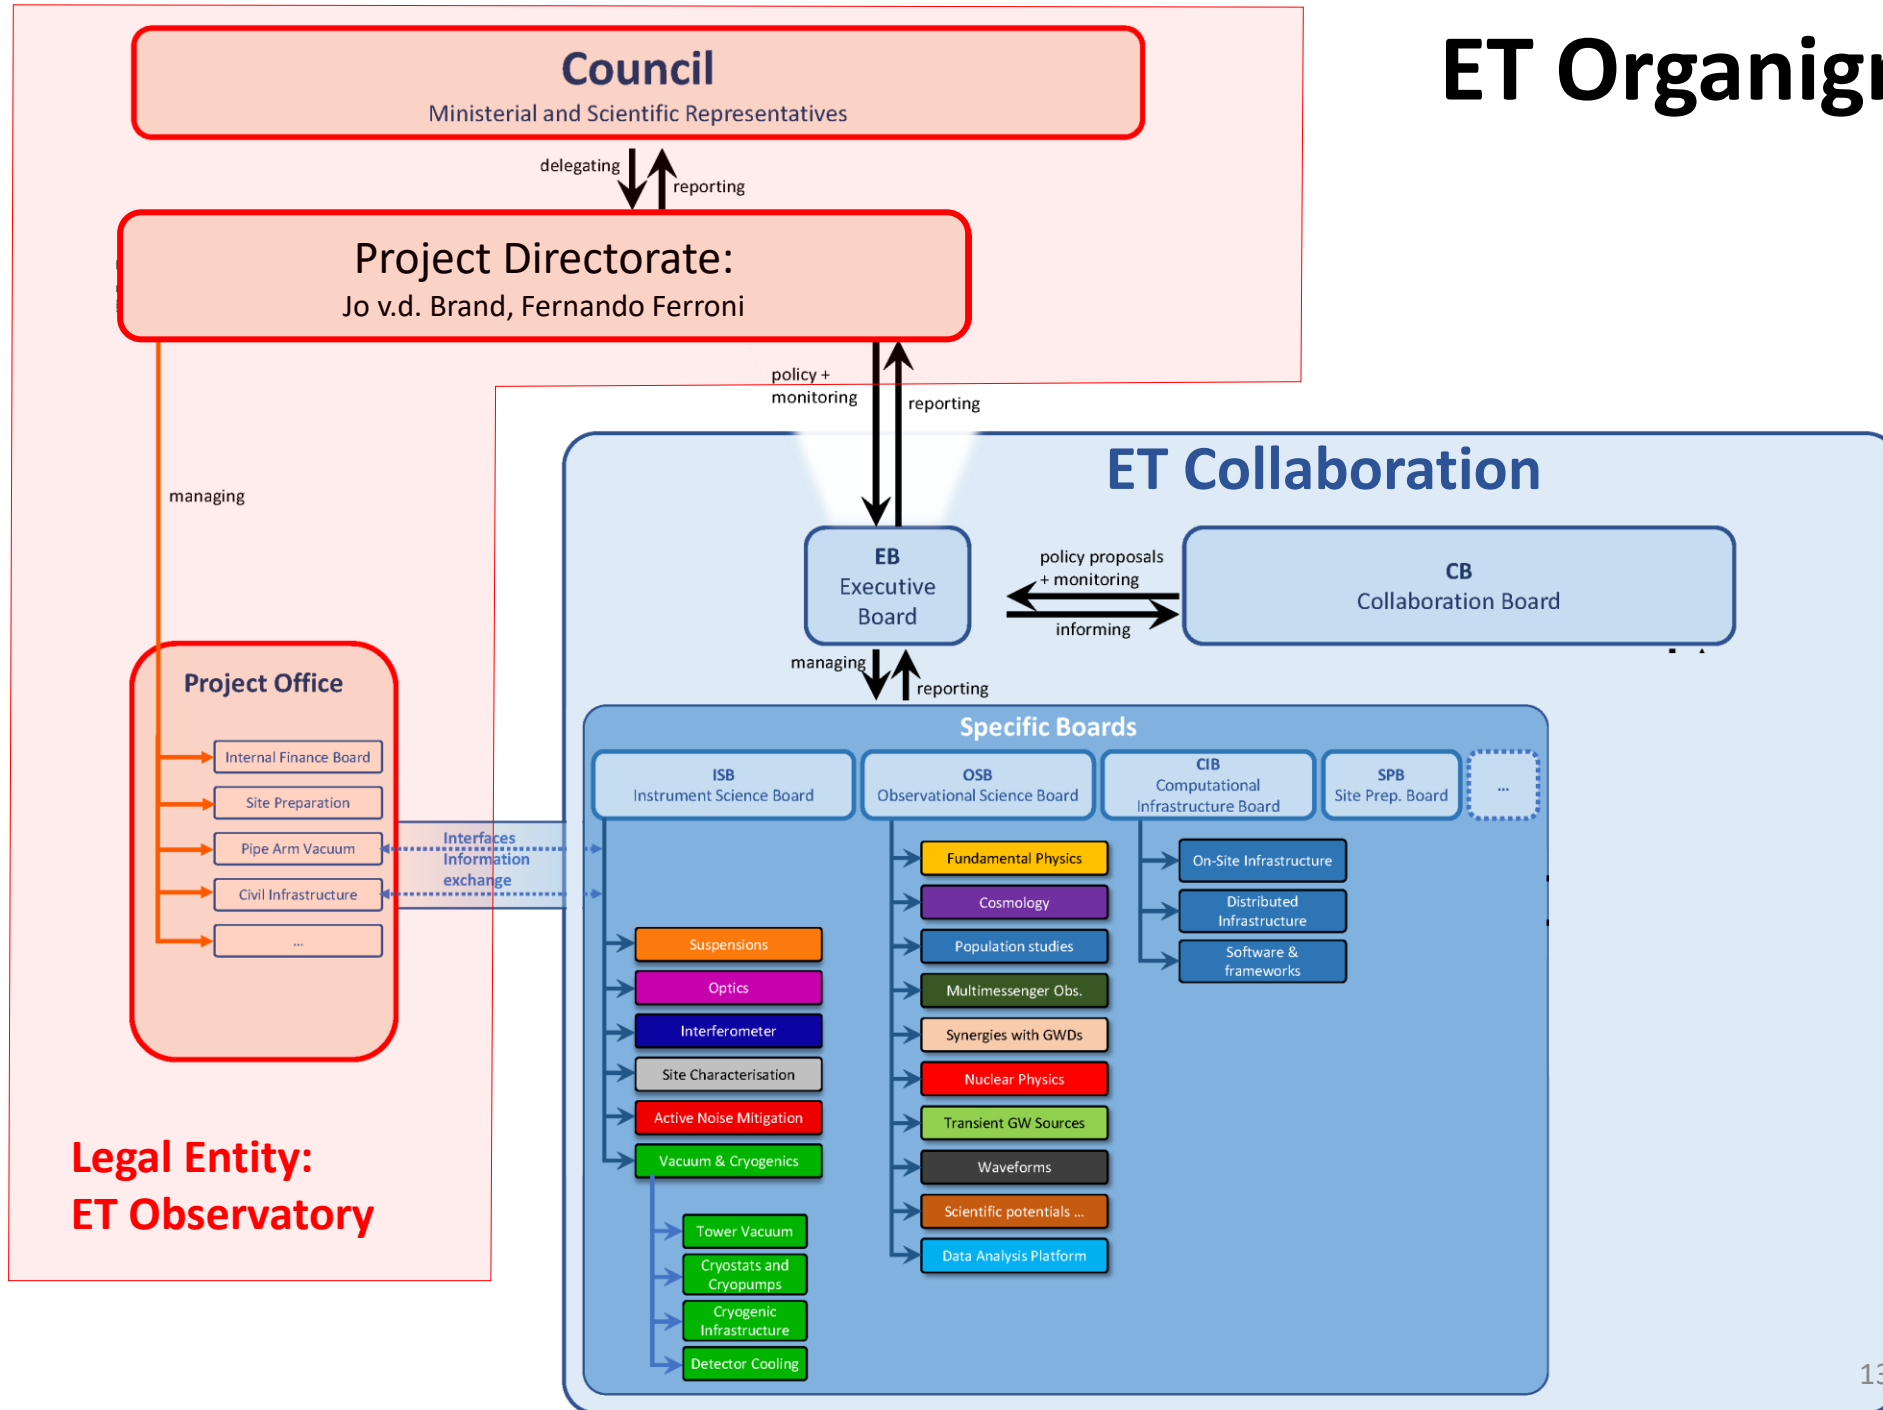 ET Organigr
Council
Ministerial and Scientific Representatives
delegating
reporting
Project Directorate:
Jo v.d. Brand, Fernando Ferroni
policy +
monitoring
reporting
managing
ET Collaboration
EB
Executive
Board
policy proposals
+ monitoring
informing
CB
Collaboration Board
managing
reporting
Project Office
Internal Finance Board
Site Preparation
Pipe Arm Vacuum
Civil Infrastructure
...
Interfaces
Information
exchange
Legal Entity:
ET Observatory
Specific Boards
ISB
Instrument Science Board
OSB
Observational Science Board
CIB
Computational
Infrastructure Board
SPB
Site Prep. Board
...
Suspensions
Optics
Interferometer
Site Characterisation
Active Noise Mitigation
Vacuum & Cryogenics
Tower Vacuum
Cryostats and
Cryopumps
Cryogenic
Infrastructure
Detector Cooling
Fundamental Physics
Cosmology
Population studies
Multimessenger Obs.
Synergies with GWDs
Nuclear Physics
Transient GW Sources
Waveforms
Scientific potentials ...
Data Analysis Platform
On-Site Infrastructure
Distributed
Infrastructure
Software &
frameworks
13